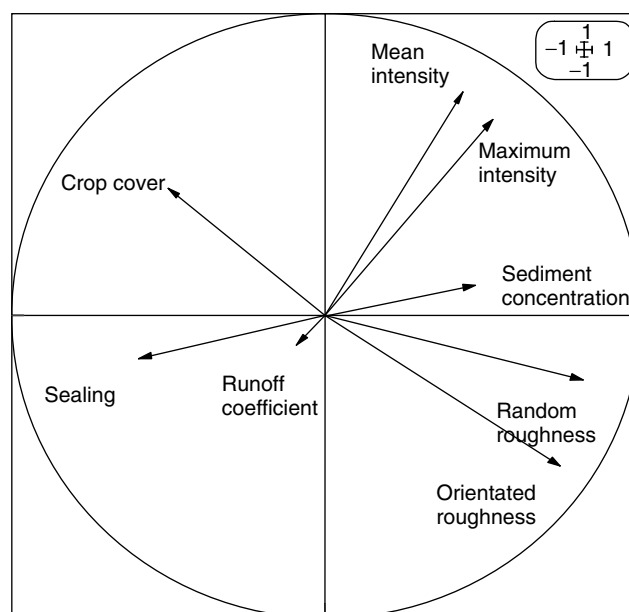 Mean
intensity
1
−1 1
−1
Maximum
intensity
Crop cover
Sediment
concentration
Sealing
Runoff
coefficient
Random
roughness
Orientated
roughness